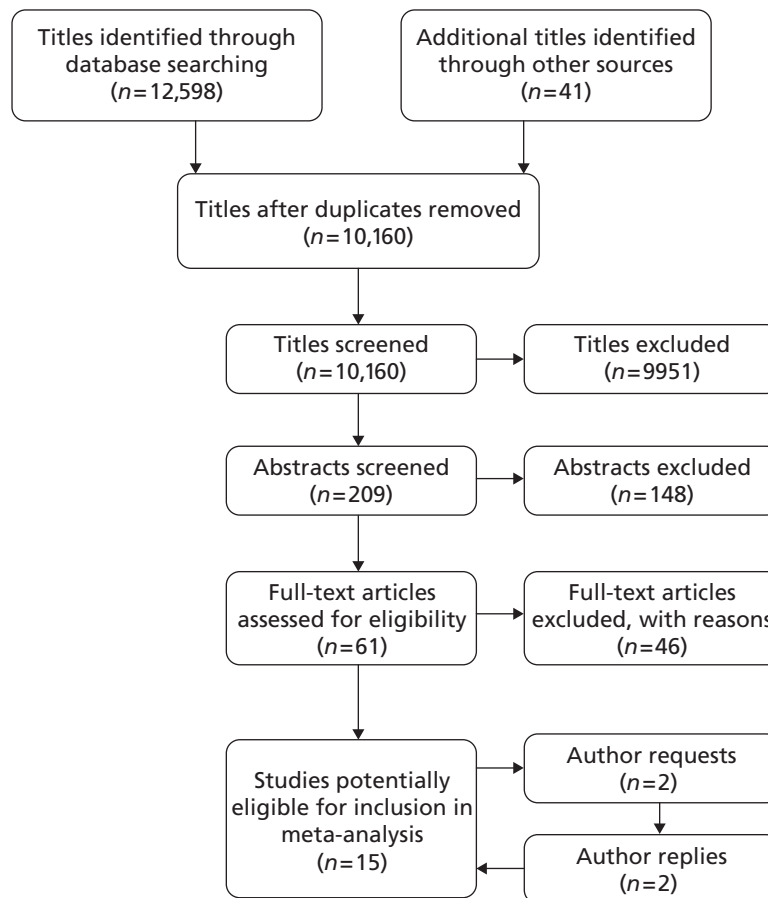 Titles identified through
database searching
(n=12,598)
Additional titles identified
through other sources
(n=41)
Titles after duplicates removed
(n=10,160)
Titles screened
(n=10,160)
Titles excluded
(n=9951)
Abstracts screened
(n=209)
Abstracts excluded
(n=148)
Full-text articles
assessed for eligibility
(n=61)
Full-text articles
excluded, with reasons
(n=46)
Studies potentially
eligible for inclusion in
meta-analysis
(n=15)
Author requests
(n=2)
Author replies
(n=2)